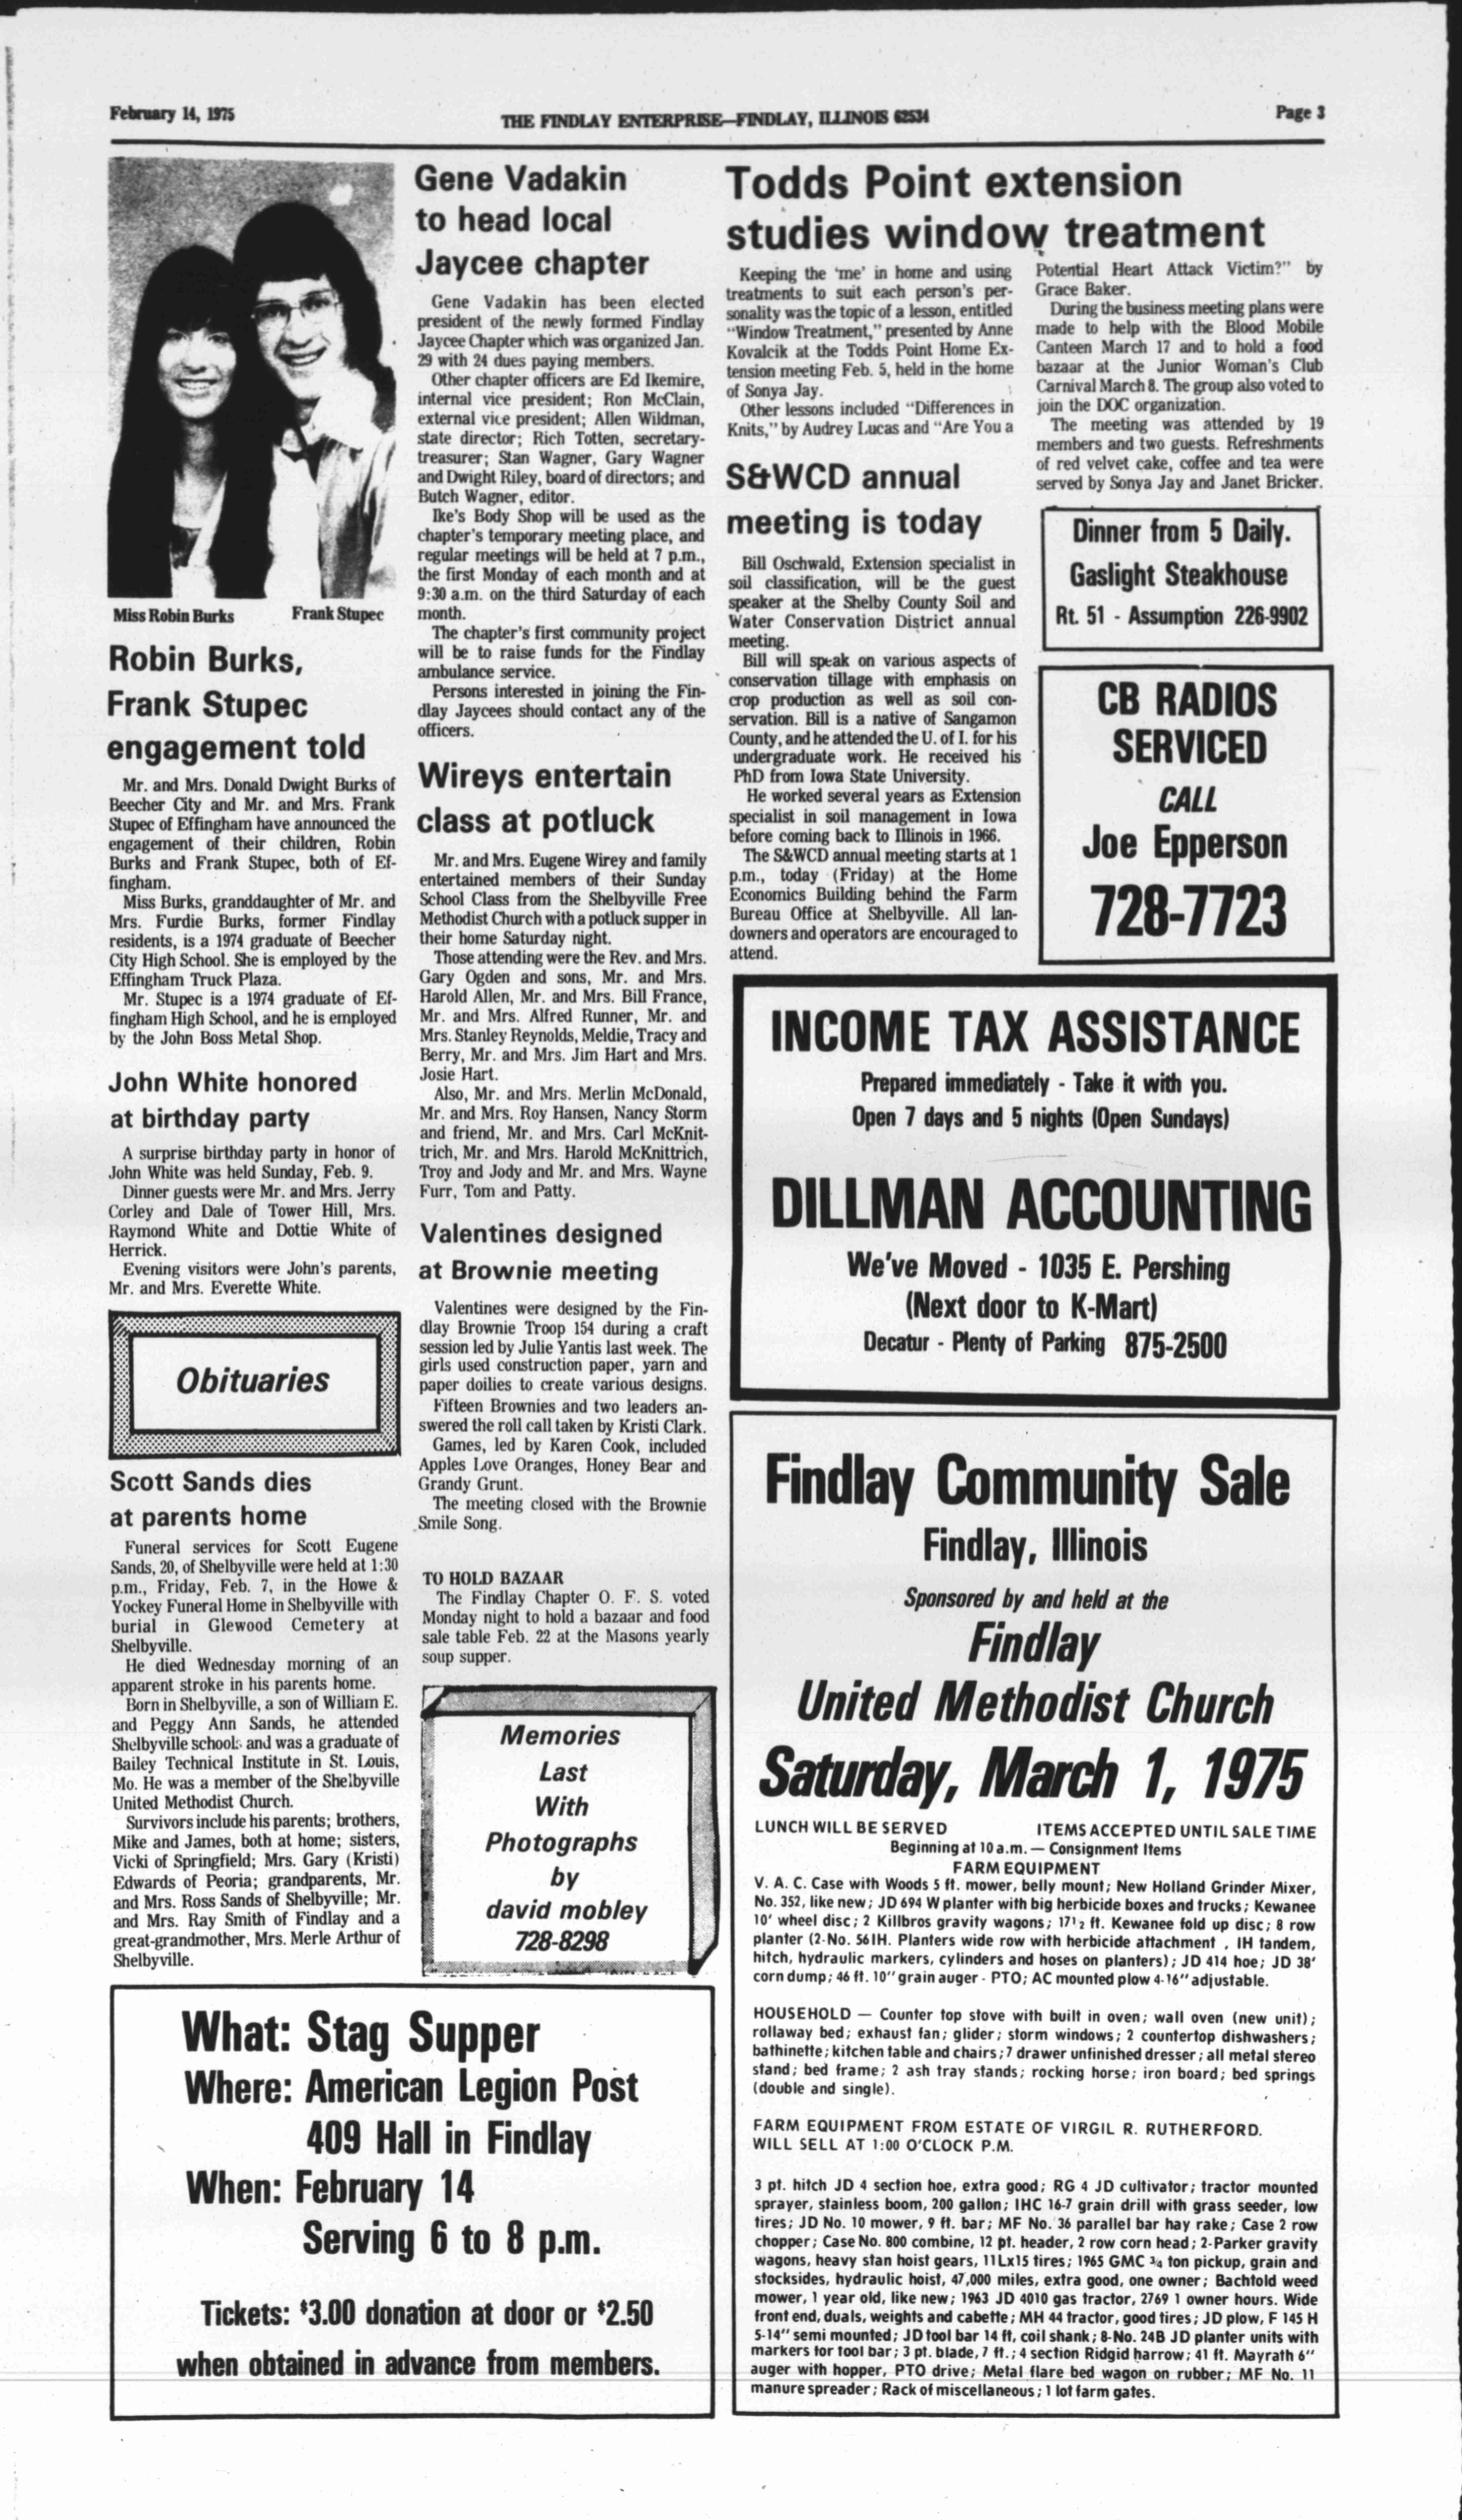 February 14, 1975
THE FINDLAY ENTERPRISE—FINDLAY, ILLINOIS 62534
Page 3
Miss Robin Burks
Frank Stupec
Robin Burks,
Frank Stupec
engagement told
Mr. and Mrs. Donald Dwight Burks of
Beecher City and Mr. and Mrs. Frank
Stupec of Effingham have announced the
engagement of their children, Robin
Burks and Frank Stupec, both of Ef-
fingham.
Miss Burks, granddaughter of Mr. and
Mrs. Furdie Burks, former Findlay
residents, is a 1974 graduate of Beecher
City High School. She is employed by the
Effingham Truck Plaza.
Mr. Stupec is a 1974 graduate of Ef-
fingham High School, and he is employed
by the John Boss Metal Shop.
John White honored
at birthday party
A surprise birthday party in honor of
John White was held Sunday, Feb. 9.
Dinner guests were Mr. and Mrs. Jerry
Corley and Dale of Tower Hill, Mrs.
Raymond White and Dottie White of
Herrick.
Evening visitors were John's parents,
Mr. and Mrs. Everette White.
Obituaries
Scott Sands dies
at parents home
Funeral services for Scott Eugene
Sands, 20, of Shelbyville were held at 1:30
p.m., Friday, Feb. 7, in the Howe &
Yockey Funeral Home in Shelbyville with
burial in Glewood Cemetery at
Shelbyville.
He died Wednesday morning of an
apparent stroke in his parents home.
Born in Shelbyville, a son of William E.
and Peggy Ann Sands, he attended
Shelbyville schools and was a graduate of
Bailey Technical Institute in St. Louis,
Mo. He was a member of the Shelbyville
United Methodist Church.
Survivors include his parents; brothers,
Mike and James, both at home; sisters,
Vicki of Springfield; Mrs. Gary (Kristi)
Edwards of Peoria; grandparents, Mr.
and Mrs. Ross Sands of Shelbyville; Mr.
and Mrs. Ray Smith of Findlay and a
great-grandmother, Mrs. Merle Arthur of
Shelbyville.
Gene Vadakin
to head local
Jaycee chapter
Gene Vadakin has been elected
president of the newly formed Findlay
Jaycee Chapter which was organized Jan.
29 with 24 dues paying members.
Other chapter officers are Ed Ikemire,
internal vice president; Ron McClain,
external vice president; Allen Wildman,
state director; Rich Totten, secretary-
treasurer; Stan Wagner, Gary Wagner
and Dwight Riley, board of directors; and
Butch Wagner, editor.
Ike's Body Shop will be used as the
chapter's temporary meeting place, and
regular meetings will be held at 7 p.m.,
the first Monday of each month and at
9:30 a.m. on the third Saturday of each
month.
The chapter's first community project
will be to raise funds for the Findlay
ambulance service.
Persons interested in joining the Fin-
dlay Jaycees should contact any of the
officers.
Wireys entertain
class at potluck
Mr. and Mrs. Eugene Wirey and family
entertained members of their Sunday
School Class from the Shelbyville Free
Methodist Church with a potluck supper in
their home Saturday night.
Those attending were the Rev. and Mrs.
Gary Ogden and sons, Mr. and Mrs.
Harold Allen, Mr. and Mrs. Bill France,
Mr. and Mrs. Alfred Runner, Mr. and
Mrs. Stanley Reynolds, Meldie, Tracy and
Berry, Mr. and Mrs. Jim Hart and Mrs.
Josie Hart.
Also, Mr. and Mrs. Merlin McDonald,
Mr. and Mrs. Roy Hansen, Nancy Storm
and friend, Mr. and Mrs. Carl McKnit-
trich, Mr. and Mrs. Harold McKnittrich,
Troy and Jody and Mr. and Mrs. Wayne
Furr, Tom and Patty.
Valentines designed
at Brownie meeting
Valentines were designed by the Fin-
dlay Brownie Troop 154 during a craft
session led by Julie Yantis last week. The
girls used construction paper, yarn and
paper doilies to create various designs.
Fifteen Brownies and two leaders an-
swered the roll call taken by Kristi Clark.
Games, led by Karen Cook, included
Apples Love Oranges, Honey Bear and
Grandy Grunt.
The meeting closed with the Brownie
Smile Song.
TO HOLD BAZAAR
The Findlay Chapter O. F. S. voted
Monday night to hold a bazaar and food
sale table Feb. 22 at the Masons yearly
soup supper.
Memories
Last
With
Photographs
by
david mobley
728-8298
What: Stag Supper
Where: American Legion Post
409 Hall in Findlay
When: February 14
Serving 6 to 8 p.m.
Tickets: $3.00 donation at door or $2.50
when obtained in advance from members.
Todds Point extension
studies window treatment
Keeping the 'me' in home and using
treatments to suit each person's per-
sonality was the topic of a lesson, entitled
"Window Treatment," presented by Anne
Kovalcik at the Todds Point Home Ex-
tension meeting Feb. 5, held in the home
of Sonya Jay.
Other lessons included "Differences in
Knits," by Audrey Lucas and "Are You a
Potential Heart Attack Victim?" by
Grace Baker.
During the business meeting plans were
made to help with the Blood Mobile
Canteen March 17 and to hold a food
bazaar at the Junior Woman's Club
Carnival March 8. The group also voted to
join the DOC organization.
The meeting was attended by 19
members and two guests. Refreshments
of red velvet cake, coffee and tea were
served by Sonya Jay and Janet Bricker.
S&WCD annual
meeting is today
Bill Oschwald, Extension specialist in
soil classification, will be the guest
speaker at the Shelby County Soil and
Water Conservation District annual
meeting.
Bill will speak on various aspects of
conservation tillage with emphasis on
crop production as well as soil con-
servation. Bill is a native of Sangamon
County, and he attended the U. of I. for his
undergraduate work. He received his
PhD from Iowa State University.
He worked several years as Extension
specialist in soil management in Iowa
before coming back to Illinois in 1966.
The S&WCD annual meeting starts at 1
p.m., today (Friday) at the Home
Economics Building behind the Farm
Bureau Office at Shelbyville. All lan-
downers and operators are encouraged to
attend.
Dinner from 5 Daily.
Gaslight Steakhouse
Rt. 51 - Assumption 226-9902
CB RADIOS
SERVICED
CALL
Joe Epperson
728-7723
INCOME TAX ASSISTANCE
Prepared immediately - Take it with you.
Open 7 days and 5 nights (Open Sundays)
DILLMAN ACCOUNTING
We've Moved - 1035 E. Pershing
(Next door to K-Mart)
Decatur - Plenty of Parking 875-2500
Findlay Community Sale
Findlay, Illinois
Sponsored by and held at the
Findlay
United Methodist Church
Saturday, March 1, 1975
LUNCH WILL BE SERVED ITEMS ACCEPTED UNTIL SALE TIME
Beginning at 10 a.m. — Consignment Items
FARM EQUIPMENT
V. A. C. Case with Woods 5 ft. mower, belly mount; New Holland Grinder Mixer,
No. 352, like new; JD 694 W planter with big herbicide boxes and trucks; Kewanee
10' wheel disc; 2 Killbros gravity wagons; 17½ ft. Kewanee fold up disc; 8 row
planter (2-No. 56 IH. Planters wide row with herbicide attachment , IH tandem,
hitch, hydraulic markers, cylinders and hoses on planters); JD 414 hoe; JD 38'
corn dump; 46 ft. 10" grain auger - PTO; AC mounted plow 4-16" adjustable.
HOUSEHOLD — Counter top stove with built in oven; wall oven (new unit);
rollaway bed; exhaust fan; glider; storm windows; 2 countertop dishwashers;
bathinette; kitchen table and chairs; 7 drawer unfinished dresser; all metal stereo
stand; bed frame; 2 ash tray stands; rocking horse; iron board; bed springs
(double and single).
FARM EQUIPMENT FROM ESTATE OF VIRGIL R. RUTHERFORD.
WILL SELL AT 1:00 O'CLOCK P.M.
3 pt. hitch JD 4 section hoe, extra good; RG 4 JD cultivator; tractor mounted
sprayer, stainless boom, 200 gallon; IHC 16-7 grain drill with grass seeder, low
tires; JD No. 10 mower, 9 ft. bar; MF No. 36 parallel bar hay rake; Case 2 row
chopper; Case No. 800 combine, 12 pt. header, 2 row corn head; 2-Parker gravity
wagons, heavy stan hoist gears, 11Lx15 tires; 1965 GMC ¾ ton pickup, grain and
stocksides, hydraulic hoist, 47,000 miles, extra good, one owner; Bachtold weed
mower, 1 year old, like new; 1963 JD 4010 gas tractor, 2769 1 owner hours. Wide
front end, duals, weights and cabette; MH 44 tractor, good tires; JD plow, F 145 H
5-14" semi mounted; JD tool bar 14 ft, coil shank; 8-No. 24B JD planter units with
markers for tool bar; 3 pt. blade, 7 ft.; 4 section Ridgid harrow; 41 ft. Mayrath 6"
auger with hopper, PTO drive; Metal flare bed wagon on rubber; MF No. 11
manure spreader; Rack of miscellaneous; 1 lot farm gates.